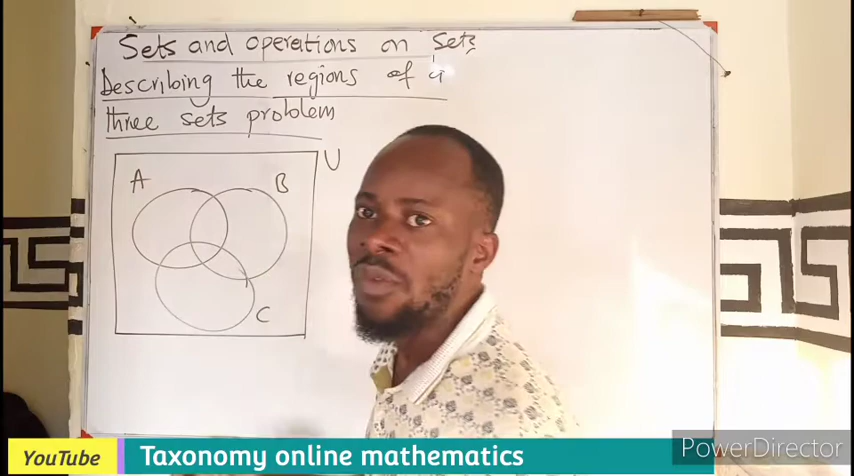 Sets and operations on Sets
Describing the regions of a
three sets problem
U
A
B
C
YouTube
Taxonomy online mathematics
PowerDirector